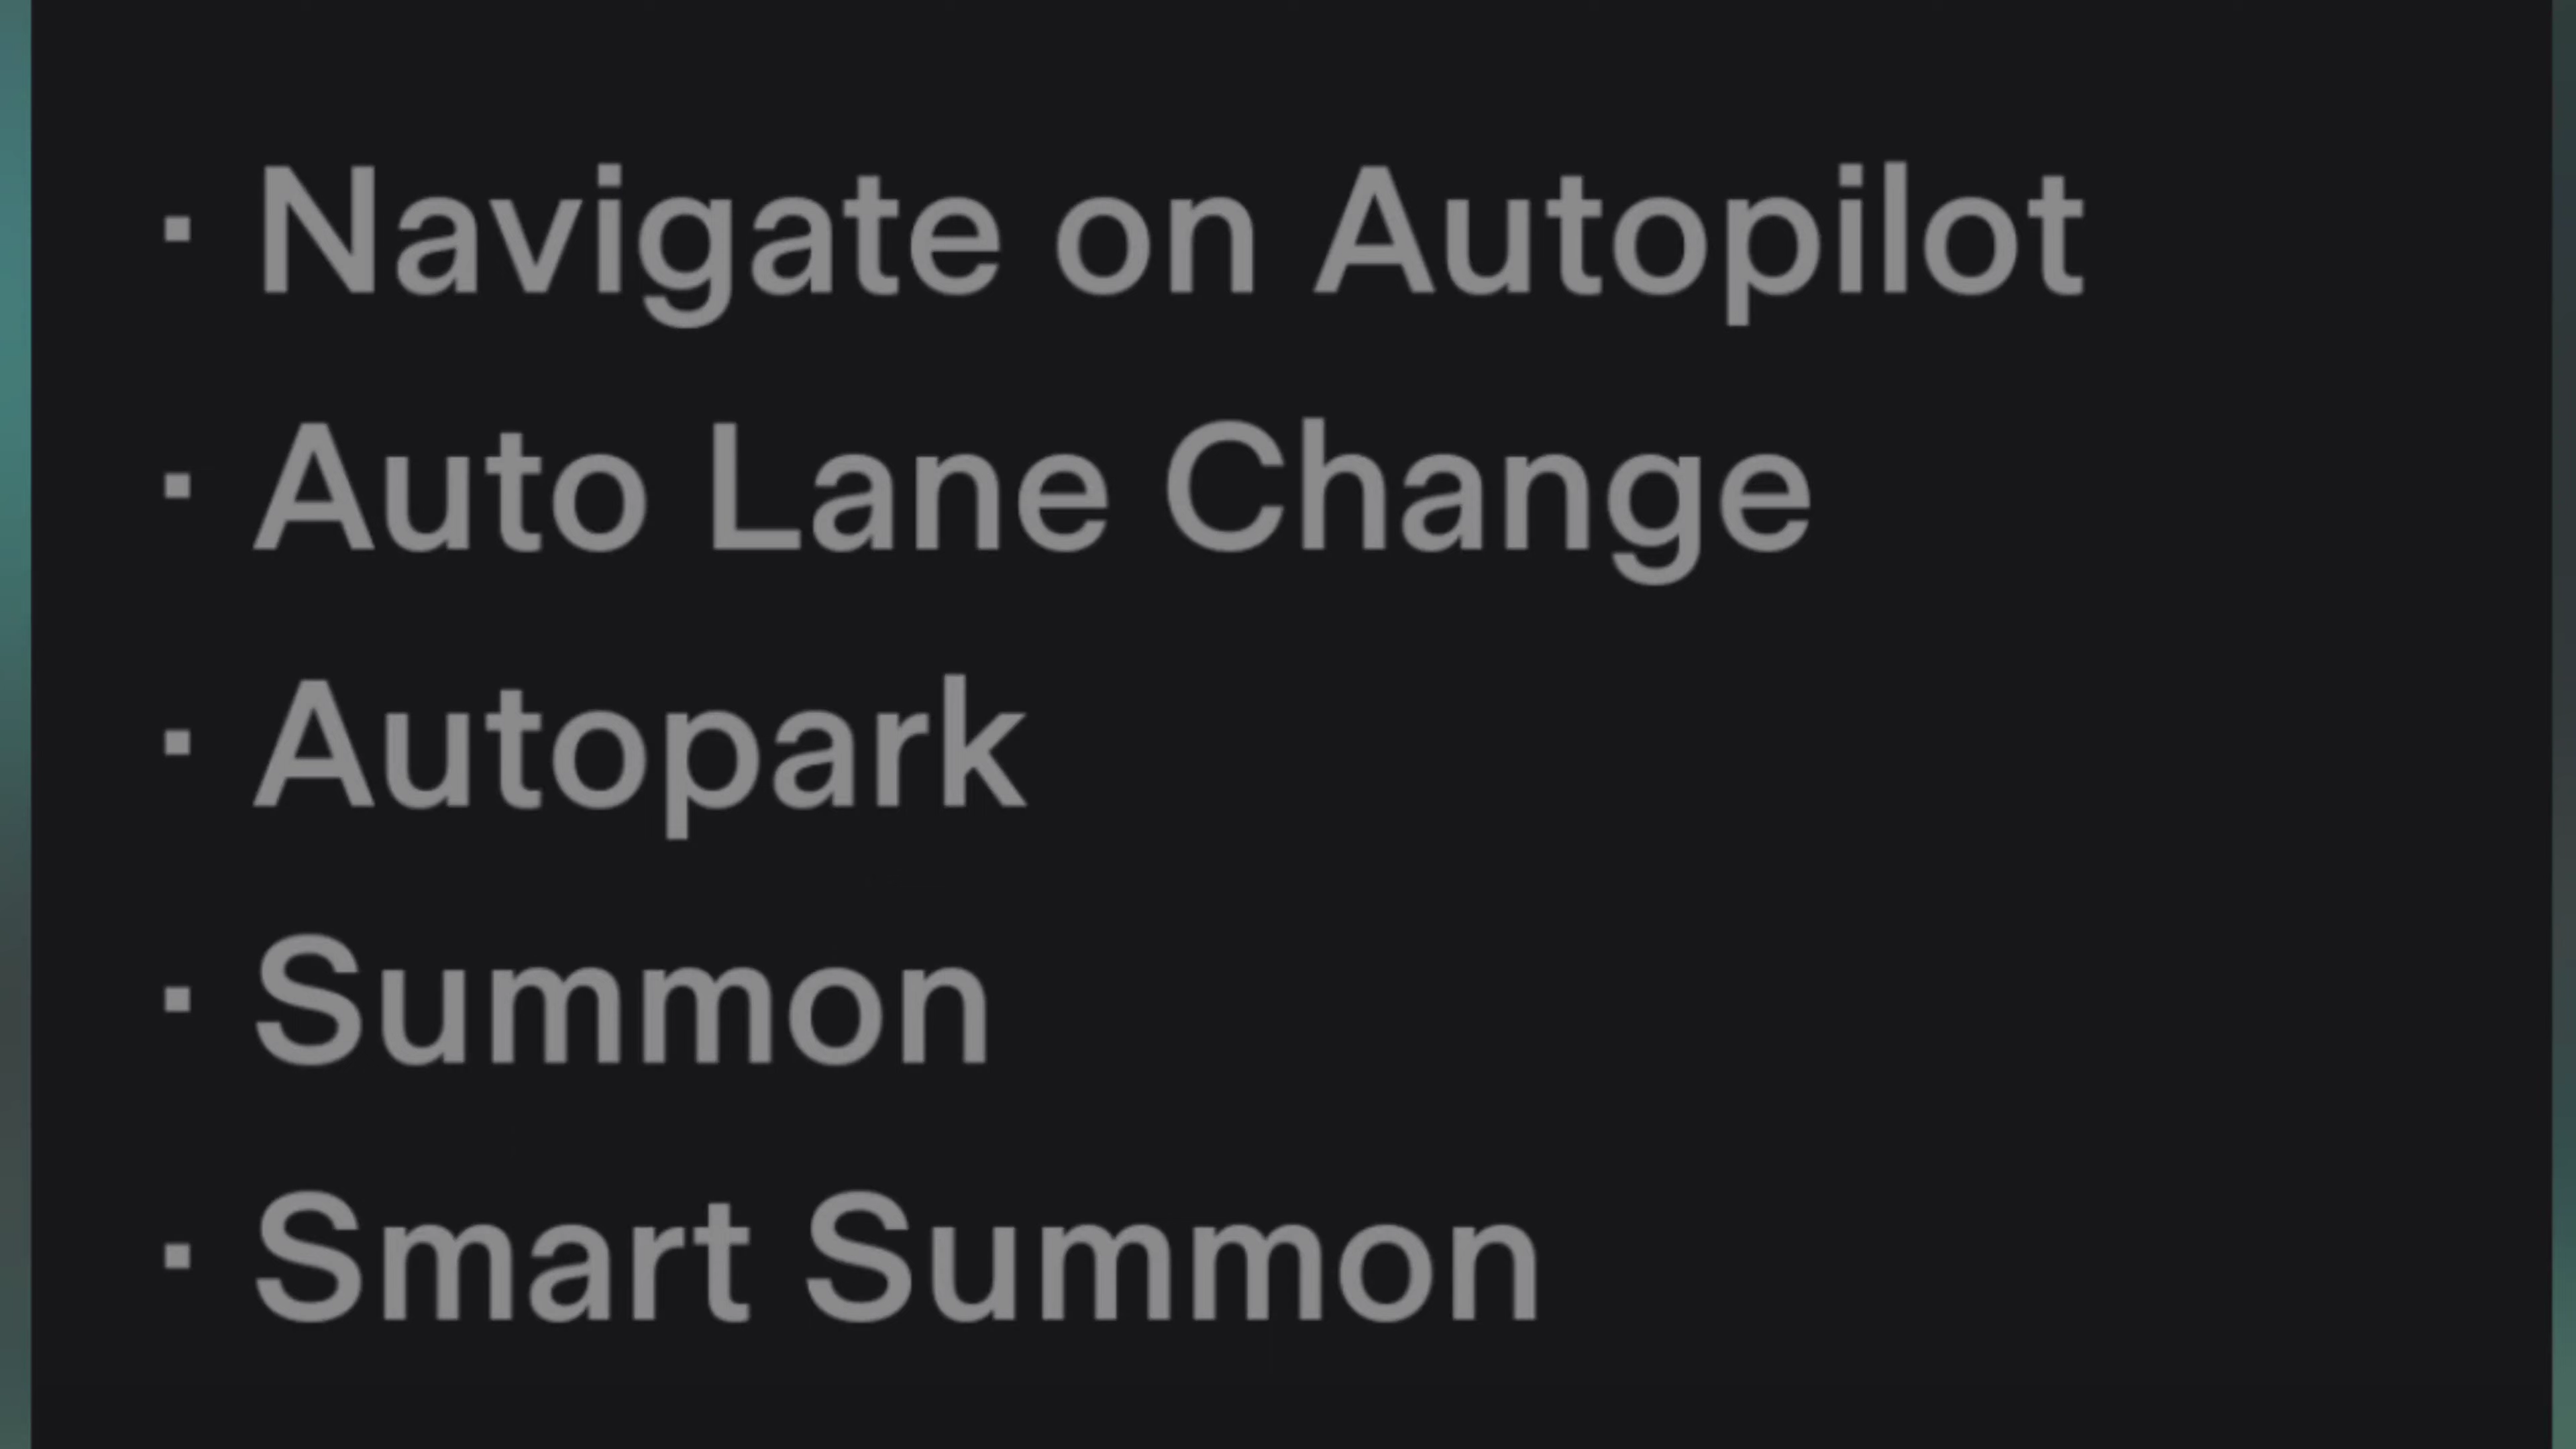 · Navigate on Autopilot
· Auto Lane Change
· Autopark
· Summon
· Smart Summon